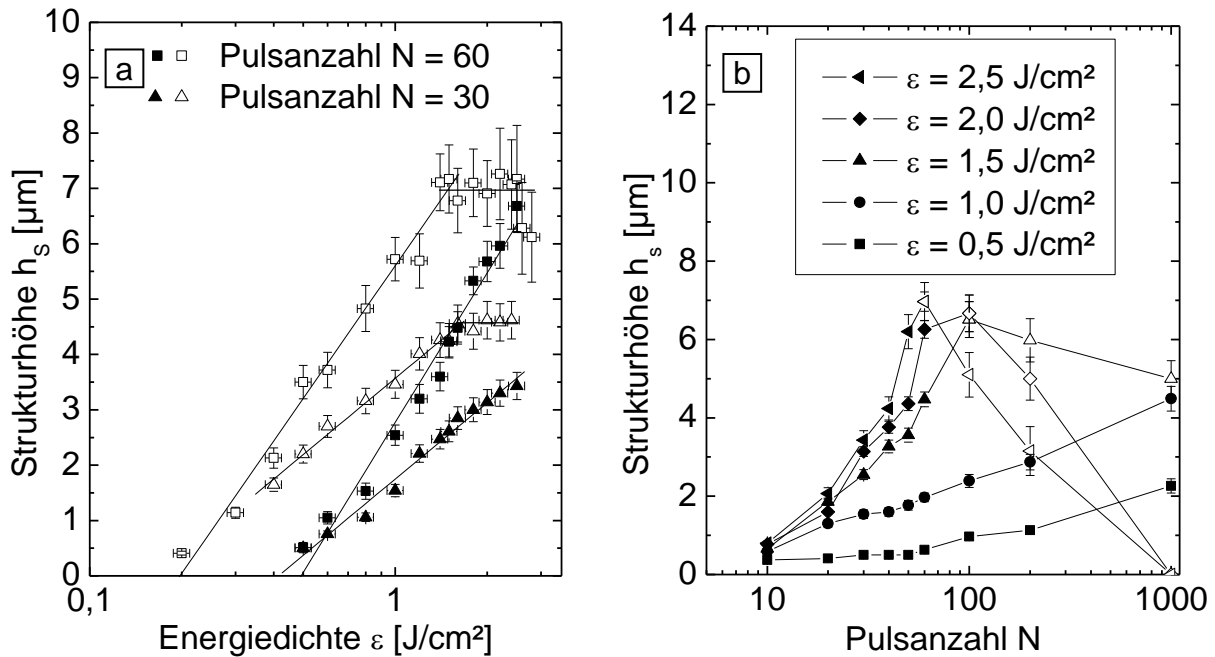 a
Pulsanzahl N = 60
Pulsanzahl N = 30
Strukturhöhe hs [µm]
10
9
8
7
6
5
4
3
2
1
0
0,1
1
Energiedichte ε [J/cm²]
b
ε = 2,5 J/cm²
ε = 2,0 J/cm²
ε = 1,5 J/cm²
ε = 1,0 J/cm²
ε = 0,5 J/cm²
Strukturhöhe hs [µm]
14
12
10
8
6
4
2
0
10
100
1000
Pulsanzahl N